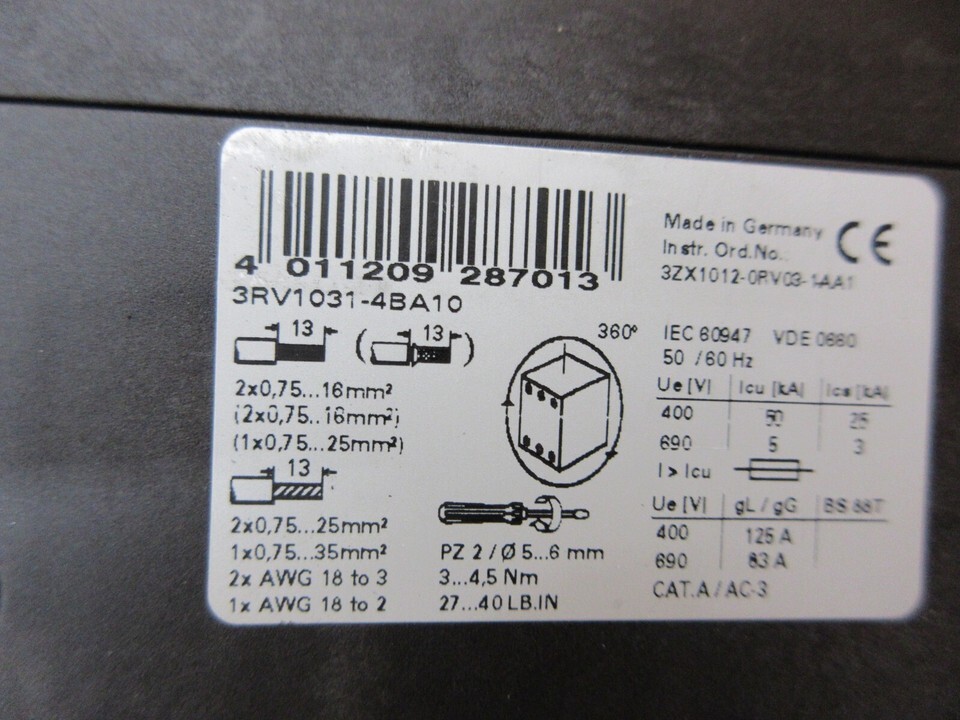 4 011209 287013
3RV1031-4BA10
13
(13)
2x0,75...16mm²
(2x0,75..16mm²)
(1x0,75...25mm²)
13
2x0,75...25mm²
1x0,75...35mm²
2x AWG 18 to 3
1x AWG 18 to 2
360°
PZ 2 / Ø 5...6 mm
3...4,5 Nm
27...40 LB.IN
Made in Germany CE
Instr. Ord.No.
3ZX1012-0RV03-1AA1
IEC 60947 VDE 0660
50 / 60 Hz
Ue [V] Icu [kA] Ics [kA]
400 50 25
690 5 3
I > Icu
Ue [V] gL / gG BS 88T
400 125 A
690 63 A
CAT.A / AC-3